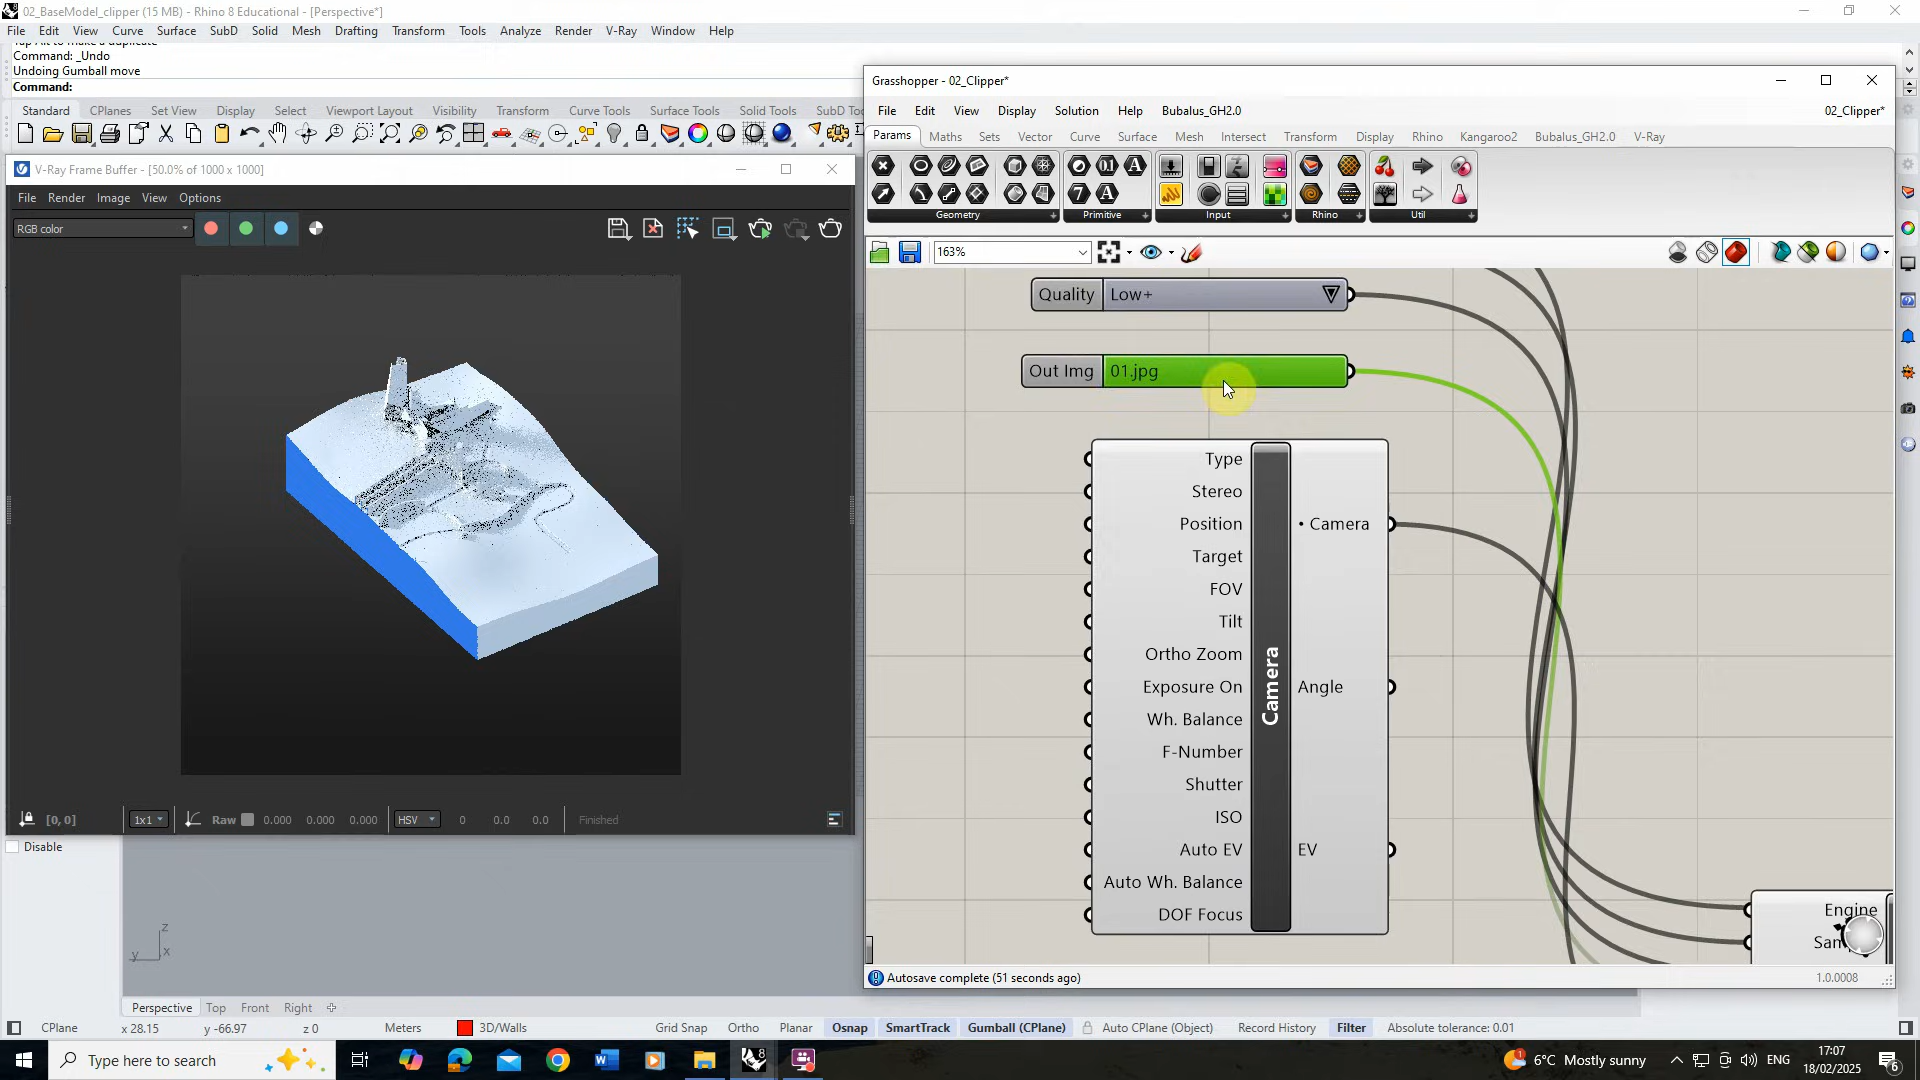 02_BaseModel_clipper (15 MB) - Rhino 8 Educational - [Perspective*]
File Edit View Curve Surface SubD Solid Mesh Drafting Transform Tools Analyze Render V-Ray Window Help
Command: _Undo
Undoing Gumball move
Command:
Standard CPlanes Set View Display Select Viewport Layout Visibility Transform Curve Tools Surface Tools Solid Tools SubD
V-Ray Frame Buffer - [50.0% of 1000 x 1000]
File Render Image View Options
RGB color
[0, 0] 1x1 Raw 0.000 0.000 0.000 HSV 0 0.0 0.0 Finished
Disable
z
y x
Perspective Top Front Right
CPlane x 28.15 y -66.97 z 0 Meters 3D/Walls Grid Snap Ortho Planar Osnap SmartTrack Gumball (CPlane) Auto CPlane (Object) Record History Filter Absolute tolerance: 0.01
Grasshopper - 02_Clipper*
File Edit View Display Solution Help Bubalus_GH2.0 02_Clipper*
Params Maths Sets Vector Curve Surface Mesh Intersect Transform Display Rhino Kangaroo2 Bubalus_GH2.0 V-Ray
Geometry Primitive Input Rhino Util
163%
Quality Low+
Out Img 01.jpg
Type
Stereo
Position • Camera
Target
FOV
Tilt
Ortho Zoom
Exposure On Angle
Wh. Balance
F-Number
Shutter
ISO
Auto EV EV
Auto Wh. Balance
DOF Focus
Camera
Engine
Autosave complete (51 seconds ago) 1.0.0008
Type here to search
6°C Mostly sunny ENG 17:07
18/02/2025
6